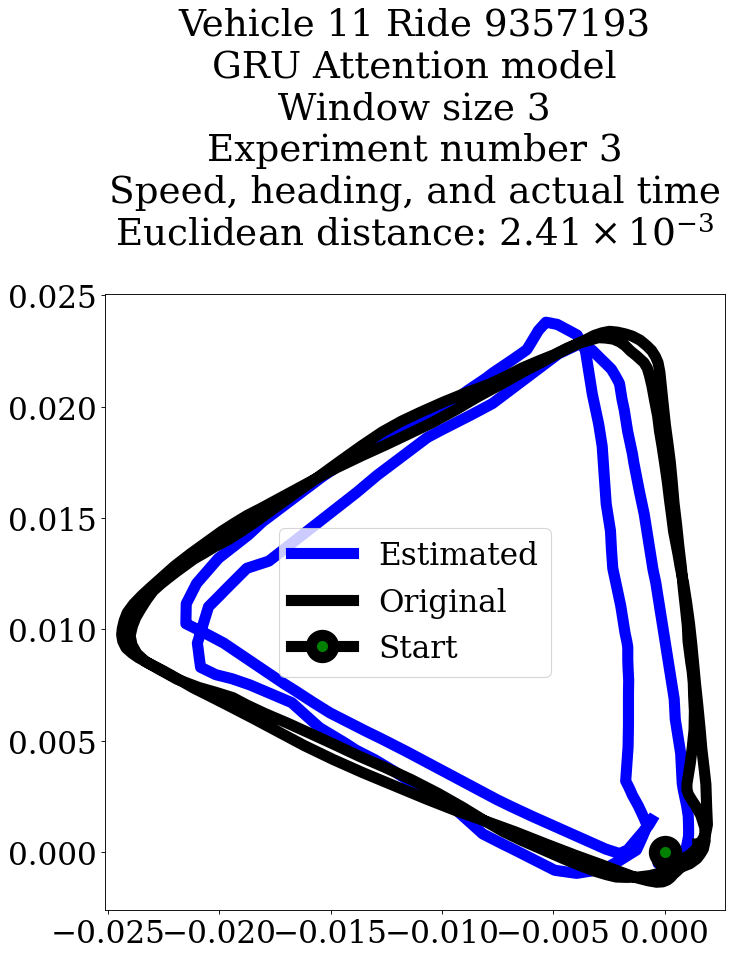 Vehicle 11 Ride 9357193
GRU Attention model
Window size 3
Experiment number 3
Speed, heading, and actual time
Euclidean distance: 2.41 × 10⁻³
0.025
0.020
0.015
0.010
0.005
0.000
Estimated
Original
Start
−0.025 −0.020 −0.015 −0.010 −0.005 0.000